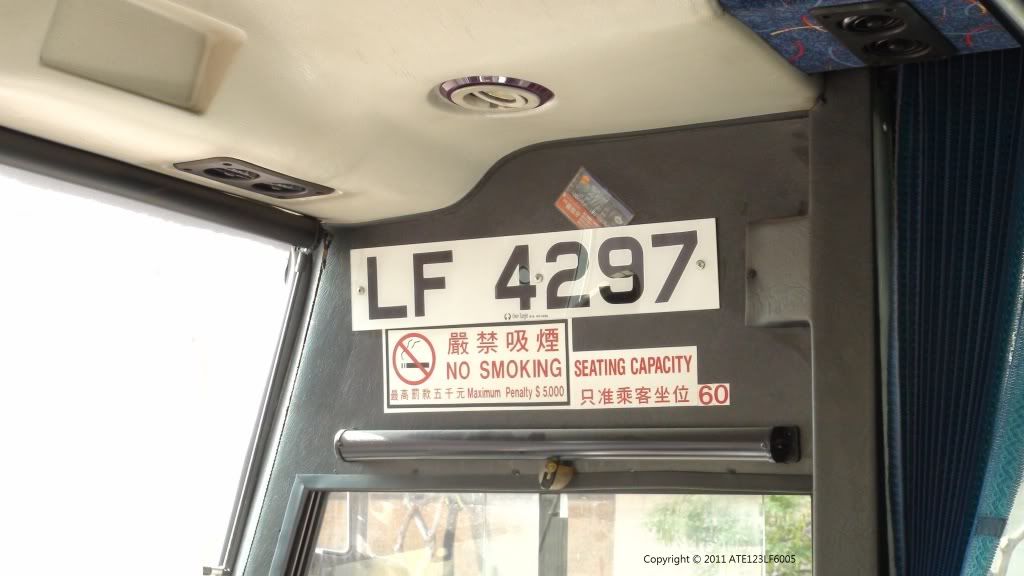 LF 4297
嚴禁吸煙
NO SMOKING
最高罰款五千元 Maximum Penalty $ 5,000
SEATING CAPACITY
只准乘客坐位 60
Copyright © 2011 ATE123LF6005